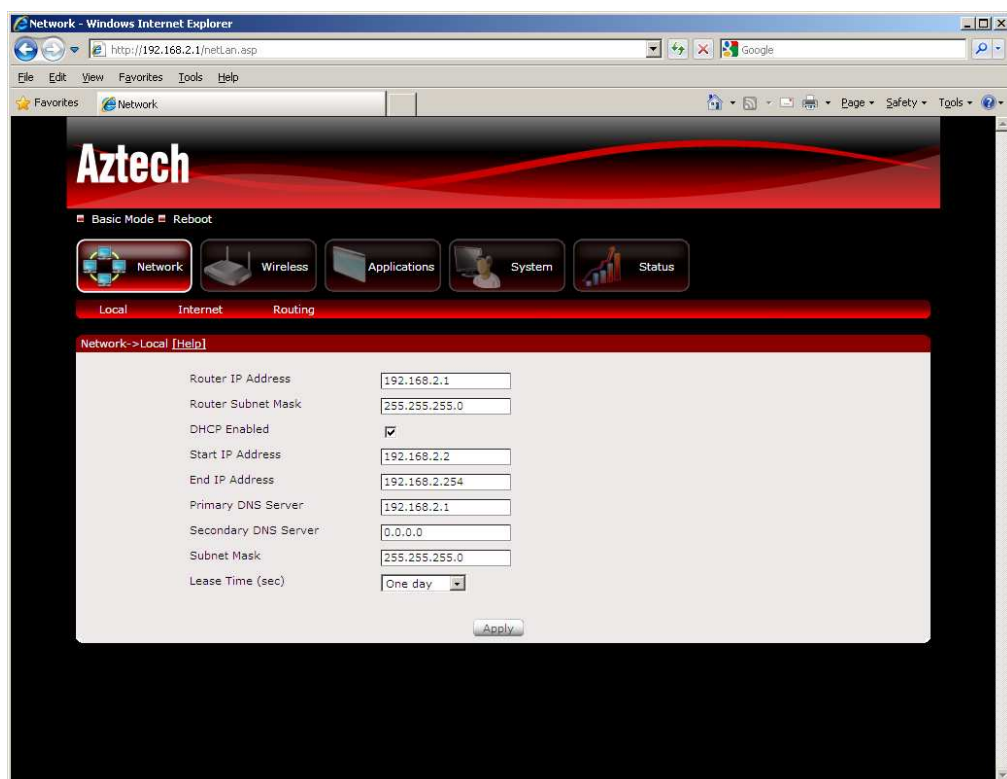 Network - Windows Internet Explorer
http://192.168.2.1/netLan.asp
Google
File Edit View Favorites Tools Help
Favorites Network Page Safety Tools
Aztech
Basic Mode Reboot
Network Wireless Applications System Status
Local Internet Routing
Network->Local [Help]
Router IP Address 192.168.2.1
Router Subnet Mask 255.255.255.0
DHCP Enabled
Start IP Address 192.168.2.2
End IP Address 192.168.2.254
Primary DNS Server 192.168.2.1
Secondary DNS Server 0.0.0.0
Subnet Mask 255.255.255.0
Lease Time (sec) One day
Apply